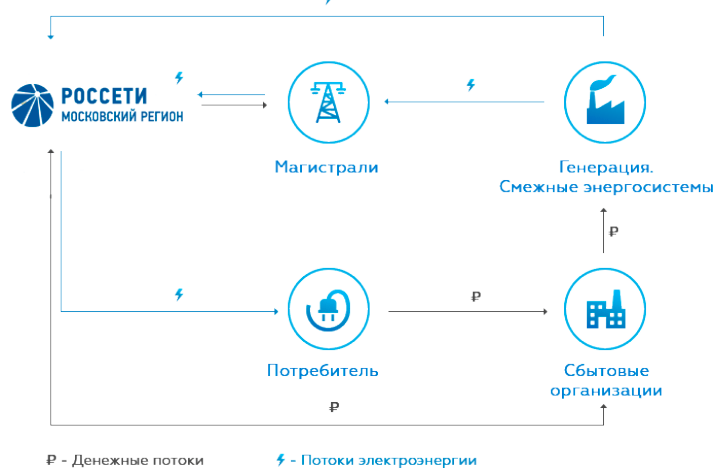 РОССЕТИ
МОСКОВСКИЙ РЕГИОН
Магистрали
Генерация.
Смежные энергосистемы
₽
Потребитель
₽
Сбытовые
организации
₽
₽ - Денежные потоки
- Потоки электроэнергии